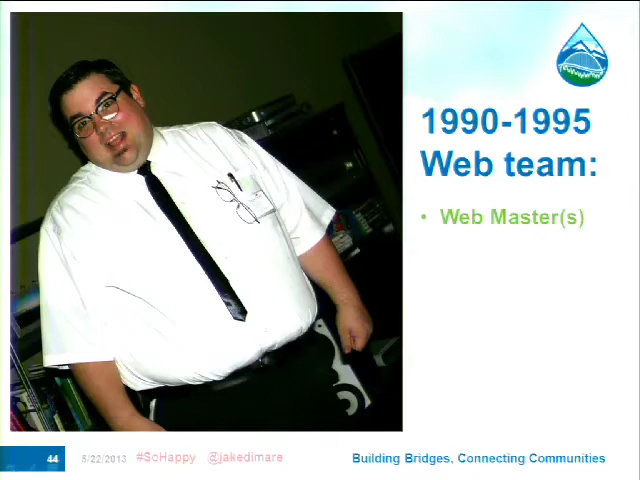 1990-1995
Web team:
• Web Master(s)
44
5/22/2013
#SoHappy @jakedimare
Building Bridges, Connecting Communities